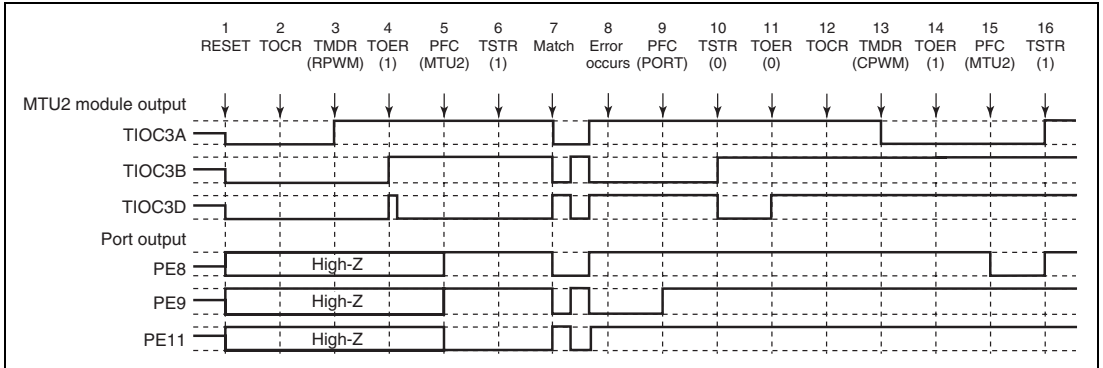 1 2 3 4 5 6 7 8 9 10 11 12 13 14 15 16
RESET TOCR TMDR TOER PFC TSTR Match Error PFC TSTR TOER TOCR TMDR TOER PFC TSTR
(RPWM) (1) (MTU2) (1) occurs (PORT) (0) (0) (CPWM) (1) (MTU2) (1)
MTU2 module output
TIOC3A
TIOC3B
TIOC3D
Port output
PE8 High-Z
PE9 High-Z
PE11 High-Z